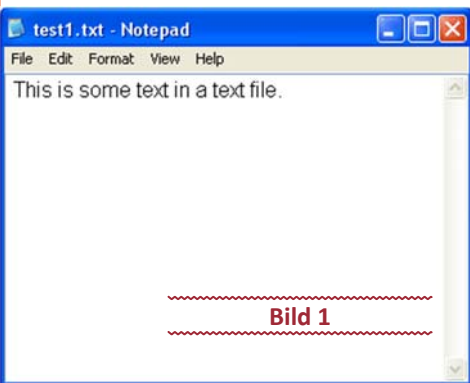 test1.txt - Notepad
File Edit Format View Help
This is some text in a text file.
Bild 1